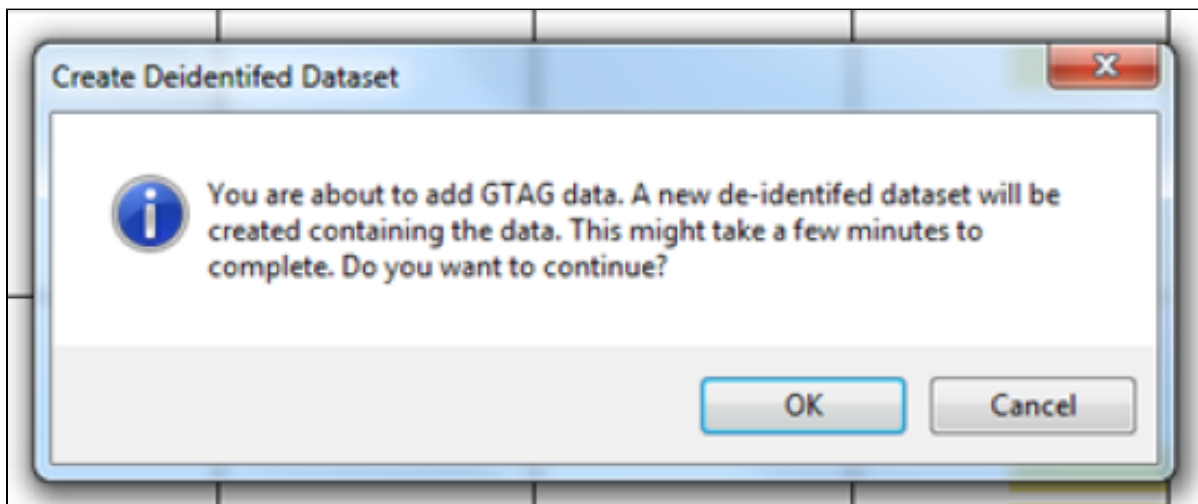 Create Deidentifed Dataset
You are about to add GTAG data. A new de-identifed dataset will be
created containing the data. This might take a few minutes to
complete. Do you want to continue?
OK
Cancel